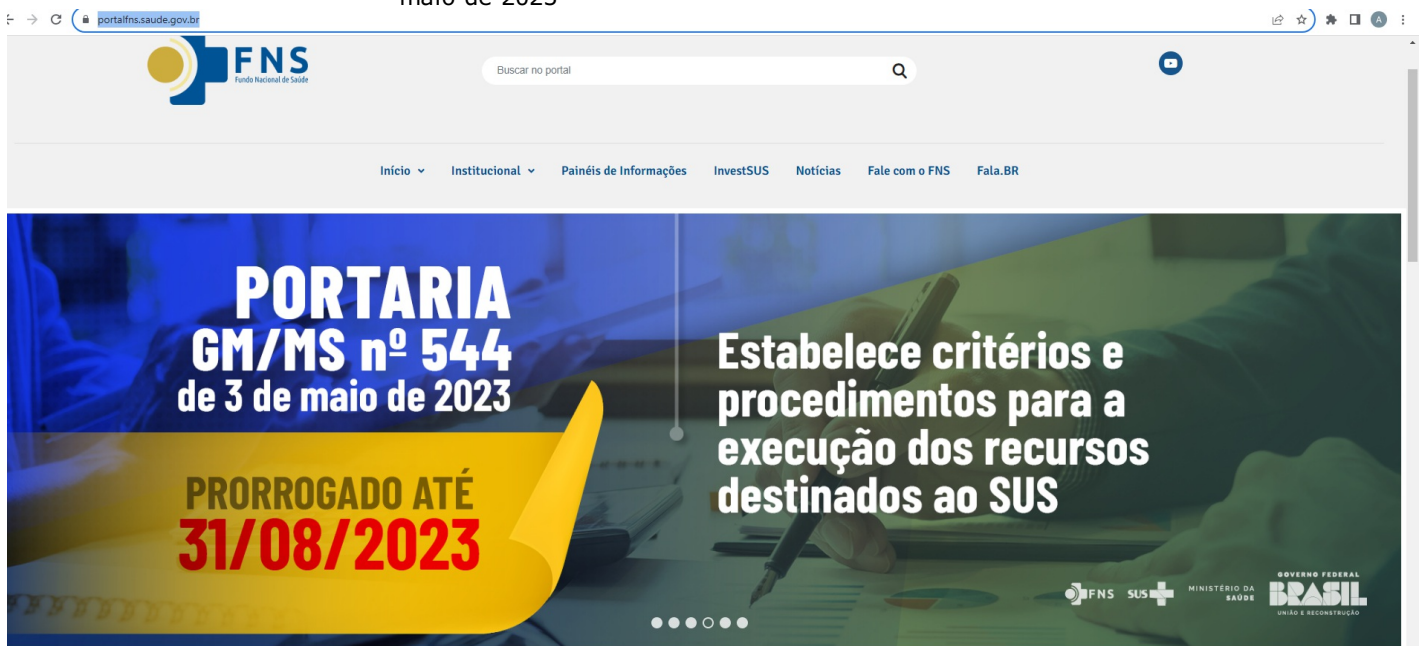 maio de 2023
portalfns.saude.gov.br
A
FNS
Fundo Nacional de Saúde
Buscar no portal
Início
Institucional
Painéis de Informações
InvestSUS
Notícias
Fale com o FNS
Fala.BR
PORTARIA
GM/MS nº 544
de 3 de maio de 2023
PRORROGADO ATÉ
31/08/2023
Estabelece critérios e
procedimentos para a
execução dos recursos
destinados ao SUS
FNS
SUS
MINISTÉRIO DA
SAÚDE
GOVERNO FEDERAL
BRASIL
UNIÃO E RECONSTRUÇÃO